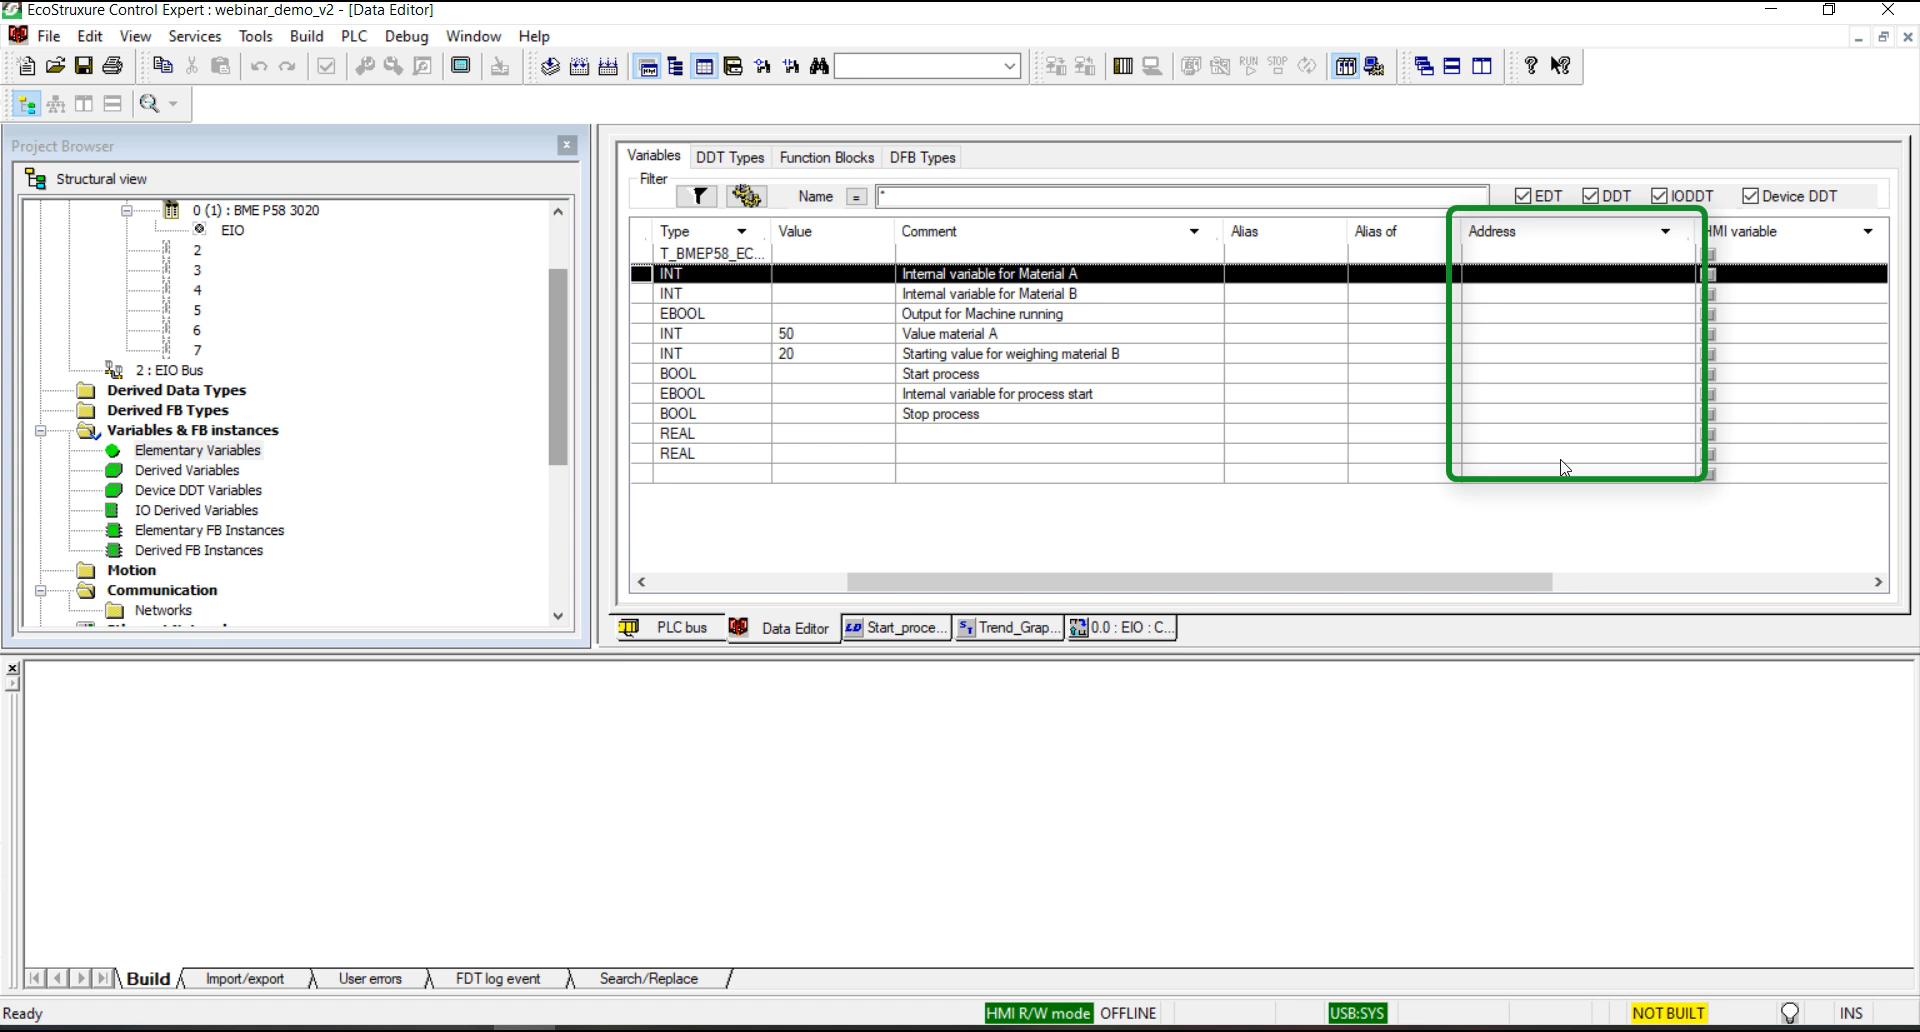 EcoStruxure Control Expert : webinar_demo_v2 - [Data Editor]
File Edit View Services Tools Build PLC Debug Window Help
RUN STOP
Project Browser
Structural view
0 (1) : BME P58 3020
EIO
2
3
4
5
6
7
2 : EIO Bus
Derived Data Types
Derived FB Types
Variables & FB instances
Elementary Variables
Derived Variables
Device DDT Variables
IO Derived Variables
Elementary FB Instances
Derived FB Instances
Motion
Communication
Networks
Variables DDT Types Function Blocks DFB Types
Filter
Name = * EDT DDT IODDT Device DDT
Type Value Comment Alias Alias of Address HMI variable
T_BMEP58_EC...
INT Internal variable for Material A
INT Internal variable for Material B
EBOOL Output for Machine running
INT 50 Value material A
INT 20 Starting value for weighing material B
BOOL Start process
EBOOL Internal variable for process start
BOOL Stop process
REAL
REAL
PLC bus Data Editor LD Start_proce... ST Trend_Grap... 0.0 : EIO : C...
Build Import/export User errors FDT log event Search/Replace
Ready HMI R/W mode OFFLINE USB:SYS NOT BUILT INS